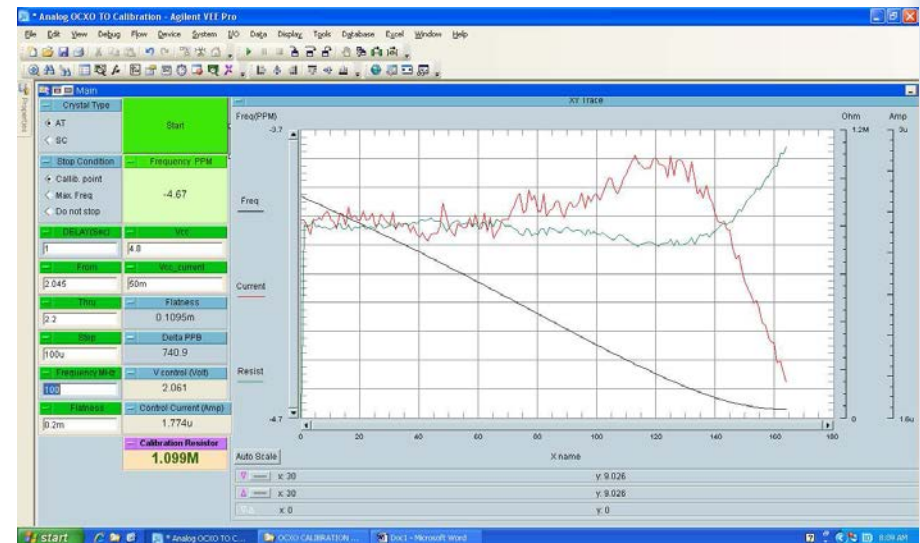 * Analog OCXO TO Calibration - Agilent VEE Pro
File Edit View Debug Flow Device System I/O Data Display Tools Database Excel Window Help
Properties
Main
Crystal Type
AT
SC
Start
Stop Condition
Callib. point
Max. Freq
Do not stop
Frequency PPM
-4.67
DELAY(Sec)
1
Vcc
4.0
From
2.045
Vcc_current
50m
Thru
2.2
Flatness
0.1095m
Step
100u
Delta PPB
740.9
Frequency MHz
100
V control (Volt)
2.061
Flatness
0.2m
Control Current (Amp)
1.774u
Calibration Resistor
1.099M
XY Trace
Freq(PPM)
-3.7
Freq
Current
Resist
-4.7
Ohm Amp
1.2M 3u
0 1.6u
0 20 40 60 80 100 120 140 160 180
Auto Scale
X name
x: 30 y: 9.026
x: 30 y: 9.026
x: 0 y: 0
start
* Analog OCXO TO C...
OCXO CALIBRATION ...
Doc1 - Microsoft Word
8:09 AM